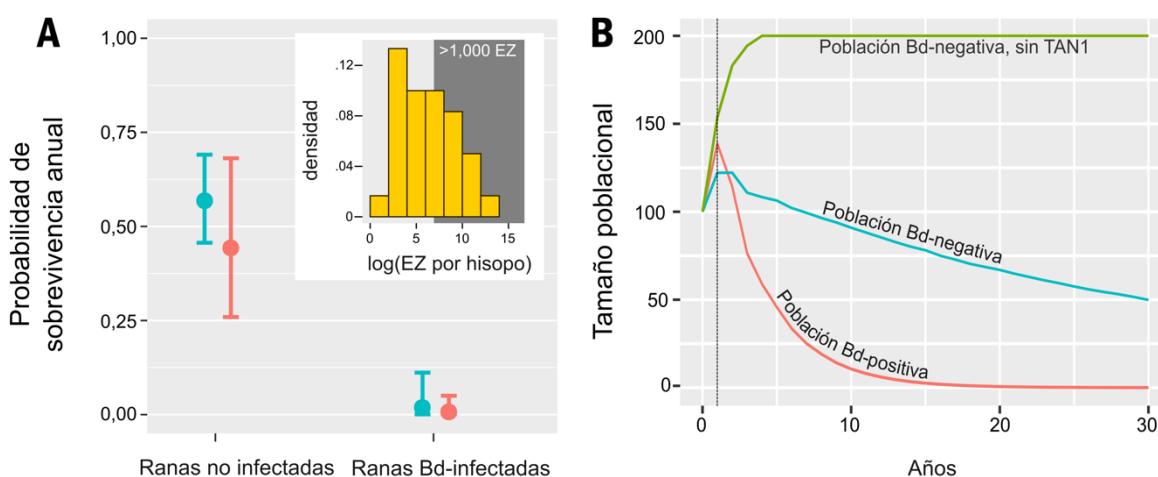 A
Probabilidad de
sobrevivencia anual
1,00
0,75
0,50
0,25
0,00
Ranas no infectadas
Ranas Bd-infectadas
>1,000 EZ
densidad
.12
.08
.04
0
0
5
10
15
log(EZ por hisopo)
B
Tamaño poblacional
200
150
100
50
0
Población Bd-negativa, sin TAN1
Población Bd-negativa
Población Bd-positiva
0
10
20
30
Años